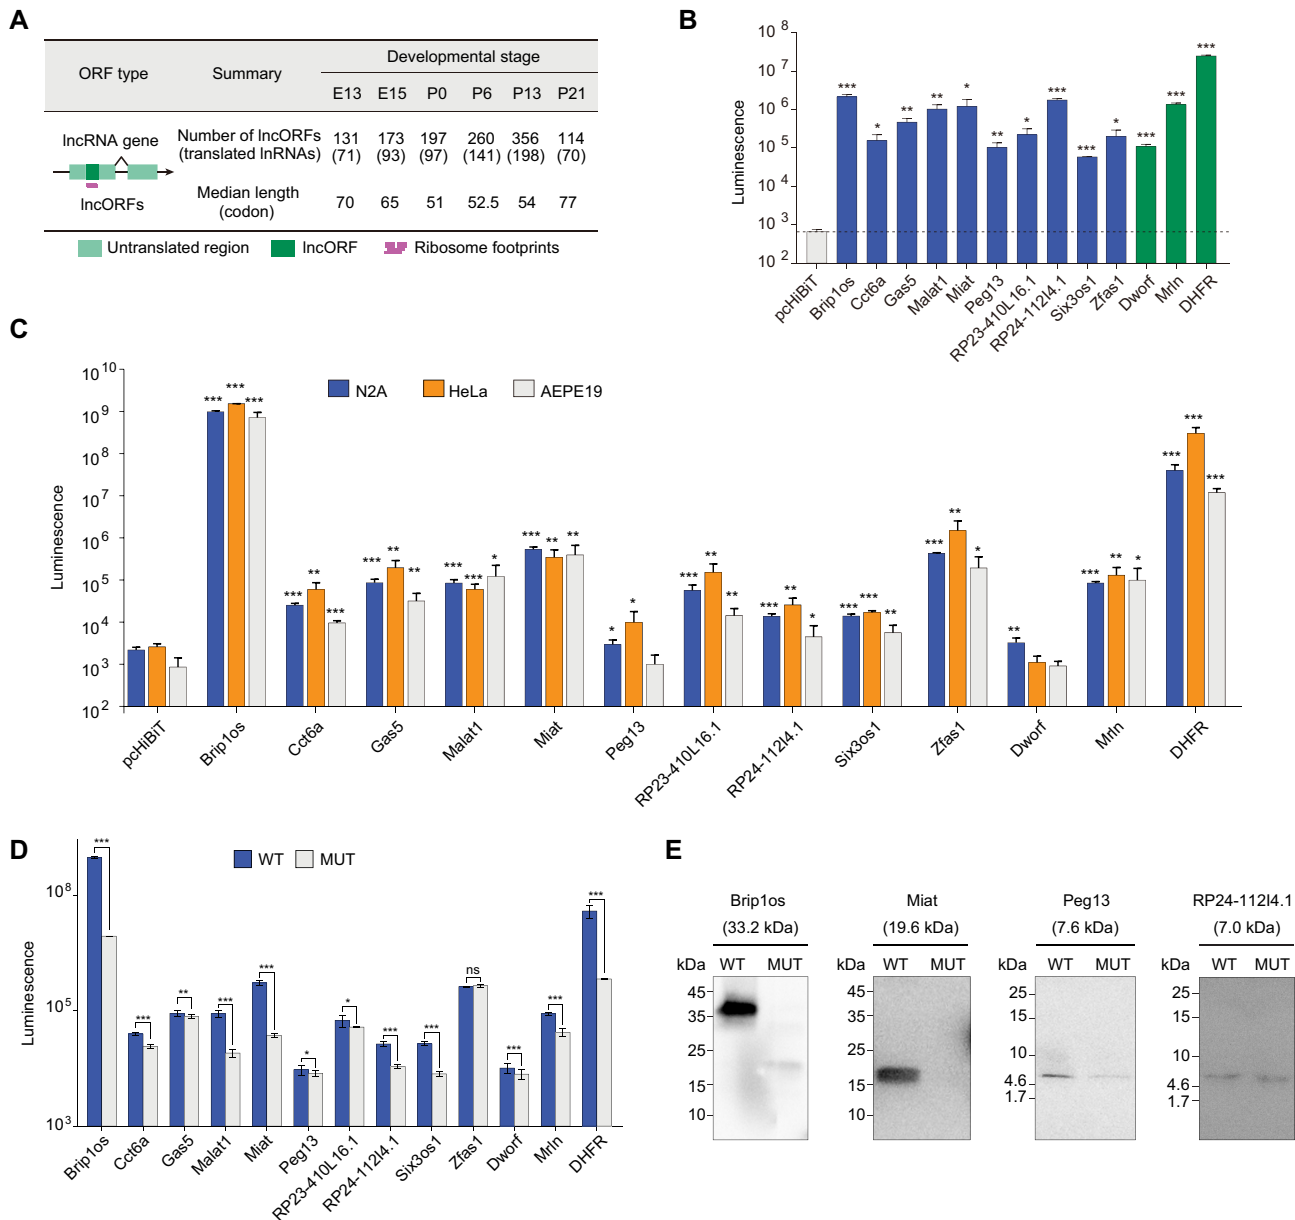 A
ORF type
Summary
Developmental stage
E13 E15 P0 P6 P13 P21
lncRNA gene
lncORFs
Number of lncORFs 131 173 197 260 356 114
(translated lnRNAs) (71) (93) (97) (141) (198) (70)
Median length
(codon)
70 65 51 52.5 54 77
Untranslated region lncORF Ribosome footprints
B
Luminescence
10 8
10 7
10 6
10 5
10 4
10 3
10 2
*** * ** ** * ** * *** *** * *** *** ***
pcHiBiT Brip1os Cct6a Gas5 Malat1 Miat Peg13 RP23-410L16.1 RP24-112I4.1 Six3os1 Zfas1 Dworf Mrln DHFR
C
Luminescence
N2A HeLa AEPE19
10 10
10 9
10 8
10 7
10 6
10 5
10 4
10 3
10 2
*** *** ***
*** ** ***
*** ** **
*** *** *
*** ** **
* *
*** ** **
*** ** *
*** *** **
*** ** *
**
*** ** *
*** *** ***
pcHiBiT Brip1os Cct6a Gas5 Malat1 Miat Peg13 RP23-410L16.1 RP24-112I4.1 Six3os1 Zfas1 Dworf Mrln DHFR
D
Luminescence
WT MUT
10 8
10 5
10 3
*** *** ** *** *** * * *** *** ns *** *** ***
Brip1os Cct6a Gas5 Malat1 Miat Peg13 RP23-410L16.1 RP24-112I4.1 Six3os1 Zfas1 Dworf Mrln DHFR
E
Brip1os
(33.2 kDa)
kDa WT MUT
45
35
25
15
10
Miat
(19.6 kDa)
kDa WT MUT
45
35
25
15
10
Peg13
(7.6 kDa)
kDa WT MUT
25
15
10
4.6
1.7
RP24-112I4.1
(7.0 kDa)
kDa WT MUT
25
15
10
4.6
1.7